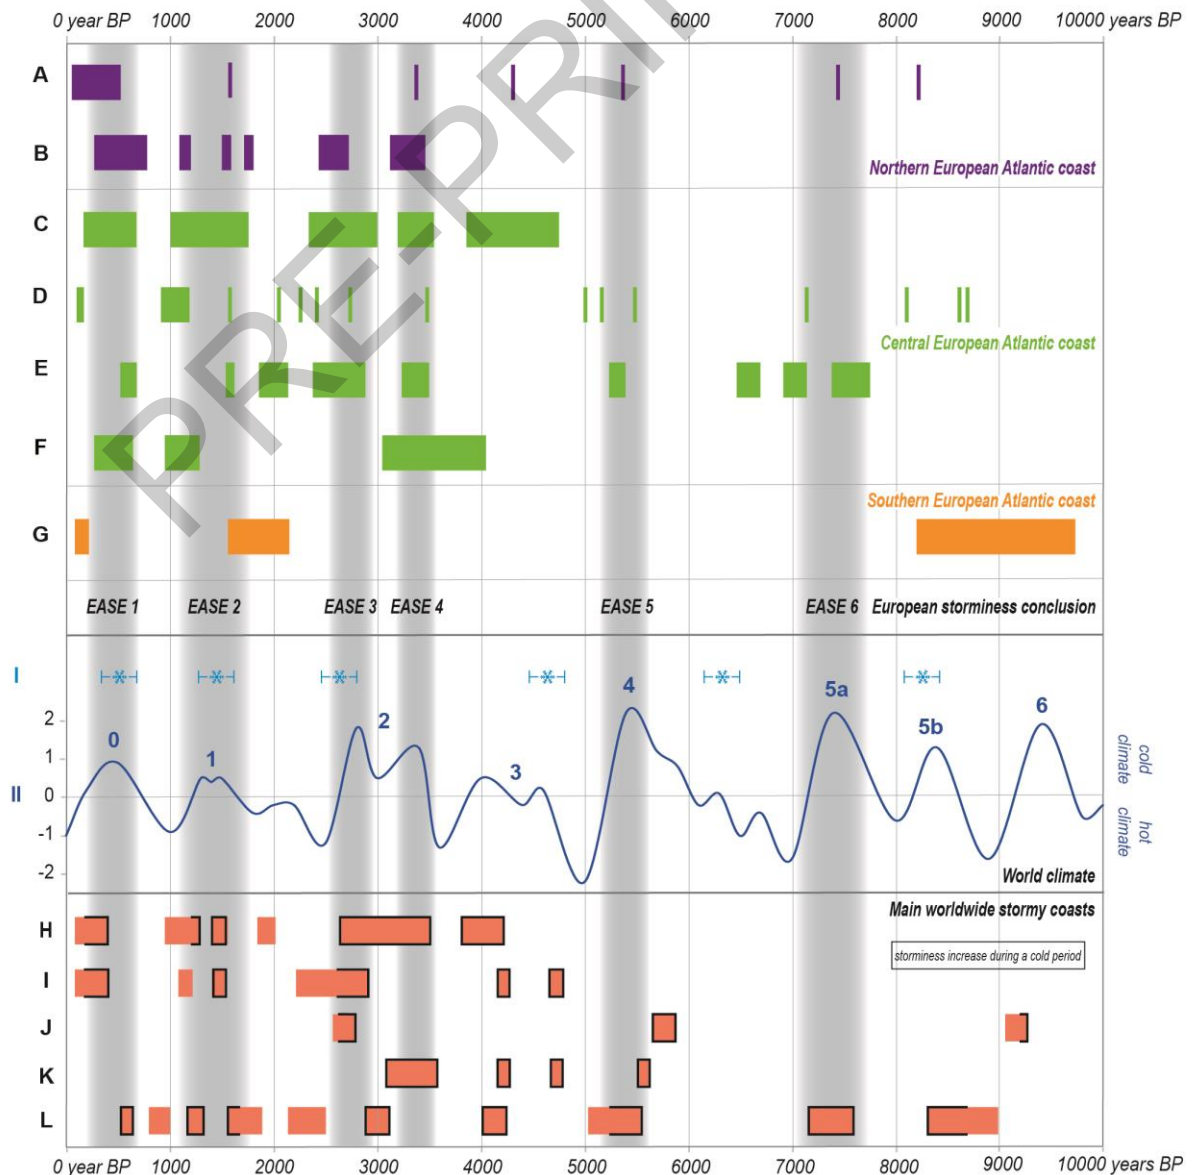 0 year BP 1000 2000 3000 4000 5000 6000 7000 8000 9000 10000 years BP
A
B
Northern European Atlantic coast
C
D
Central European Atlantic coast
E
F
Southern European Atlantic coast
G
EASE 1 EASE 2 EASE 3 EASE 4 EASE 5 EASE 6 European storminess conclusion
PRE-PRI
I
0 1 2 3 4 5a 5b 6
2
1
0
-1
-2
II
cold
climate
hot
climate
World climate
Main worldwide stormy coasts
storminess increase during a cold period
H
I
J
K
L
0 year BP 1000 2000 3000 4000 5000 6000 7000 8000 9000 10000 years BP